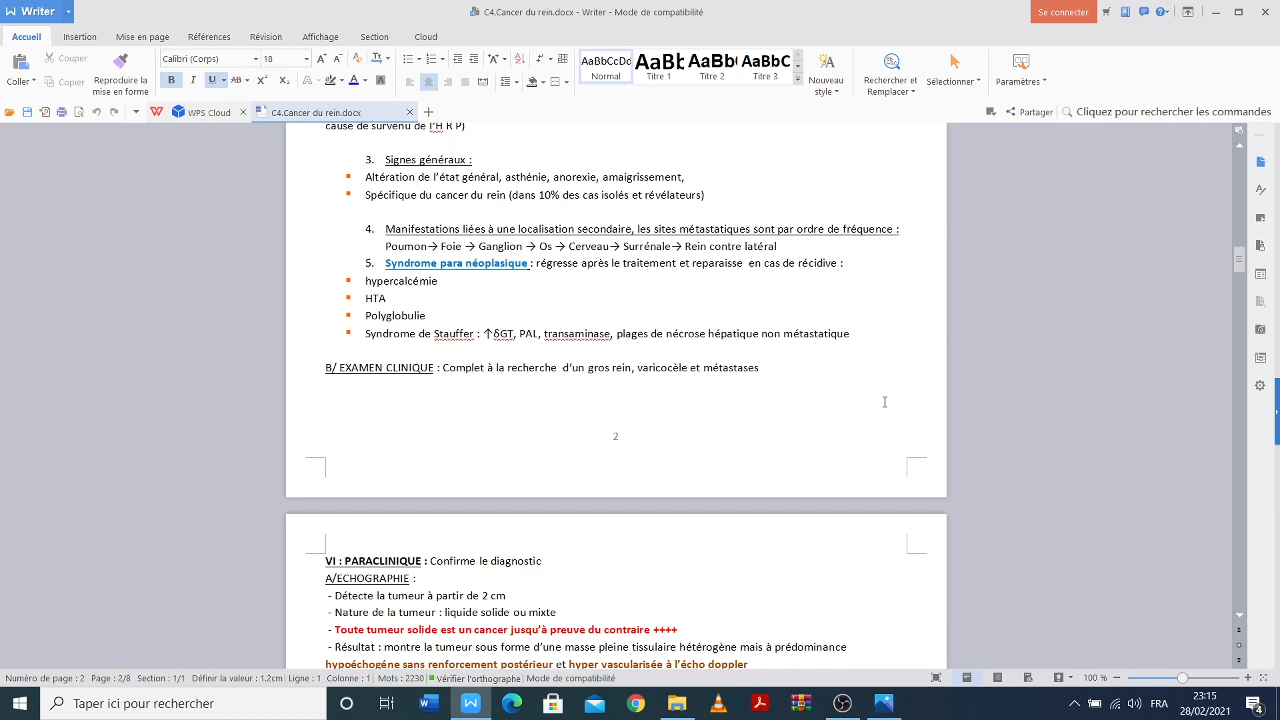 Writer
C4.Cancer du rein.docx - Writer - Mode de compatibilité
Se connecter
Accueil Insertion Mise en page Références Révision Affichage Section Cloud
Coller Couper Copier Reproduire la mise en forme
Calibri (Corps) 18
AaBbCcDc AaBb AaBb( AaBbC
Normal Titre 1 Titre 2 Titre 3
Nouveau style
Rechercher et Remplacer
Sélectionner
Paramètres
WPS Cloud C4.Cancer du rein.docx
Partager Cliquez pour rechercher les commandes
cause de survenu de l'H R P)
3. Signes généraux :
Altération de l'état général, asthénie, anorexie, amaigrissement,
Spécifique du cancer du rein (dans 10% des cas isolés et révélateurs)
4. Manifestations liées à une localisation secondaire, les sites métastatiques sont par ordre de fréquence :
Poumon→ Foie → Ganglion → Os → Cerveau→ Surrénale→ Rein contre latéral
5. Syndrome para néoplasique : régresse après le traitement et reparaisse en cas de récidive :
hypercalcémie
HTA
Polyglobulie
Syndrome de Stauffer : ↑δGT, PAL, transaminase, plages de nécrose hépatique non métastatique
B/ EXAMEN CLINIQUE : Complet à la recherche d'un gros rein, varicocèle et métastases
2
VI : PARACLINIQUE : Confirme le diagnostic
A/ECHOGRAPHIE :
- Détecte la tumeur à partir de 2 cm
- Nature de la tumeur : liquide solide ou mixte
- Toute tumeur solide est un cancer jusqu'à preuve du contraire ++++
- Résultat : montre la tumeur sous forme d'une masse pleine tissulaire hétérogène mais à prédominance
hypoéchogéne sans renforcement postérieur et hyper vascularisée à l'écho doppler
Numéro de page : 2 Page : 2/8 Section : 1/1 Définir la valeur : 1.2cm Ligne : 1 Colonne : 1 Mots : 2230 Vérifier l'orthographe Mode de compatibilité 100 %
Taper ici pour rechercher
FRA
23:15
28/02/2021
4